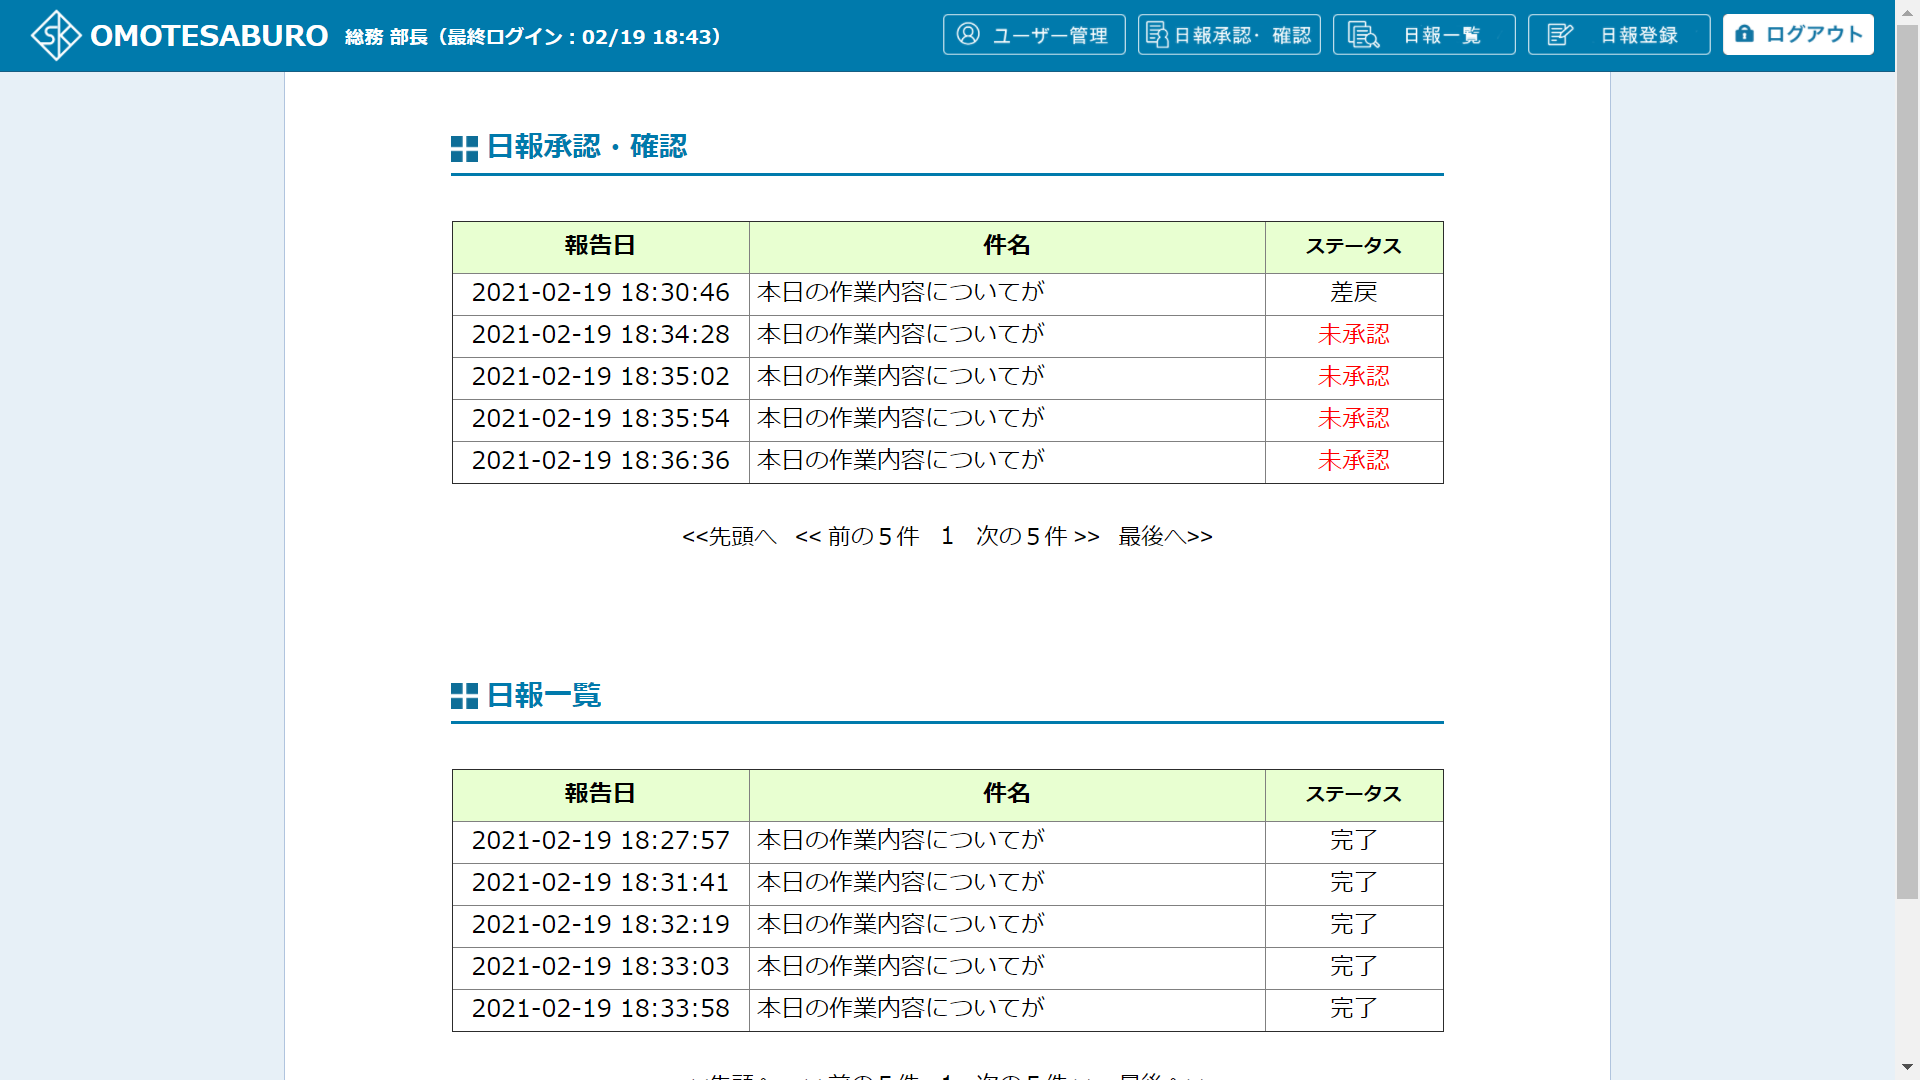 OMOTESABURO 総務 部長（最終ログイン：02/19 18:43） ユーザー管理 日報承認・確認 日報一覧 日報登録 ログアウト
日報承認・確認
報告日 件名 ステータス
2021-02-19 18:30:46 本日の作業内容についてが 差戻
2021-02-19 18:34:28 本日の作業内容についてが 未承認
2021-02-19 18:35:02 本日の作業内容についてが 未承認
2021-02-19 18:35:54 本日の作業内容についてが 未承認
2021-02-19 18:36:36 本日の作業内容についてが 未承認
<<先頭へ << 前の５件 1 次の５件 >> 最後へ>>
日報一覧
報告日 件名 ステータス
2021-02-19 18:27:57 本日の作業内容についてが 完了
2021-02-19 18:31:41 本日の作業内容についてが 完了
2021-02-19 18:32:19 本日の作業内容についてが 完了
2021-02-19 18:33:03 本日の作業内容についてが 完了
2021-02-19 18:33:58 本日の作業内容についてが 完了
<<先頭へ << 前の５件 1 次の５件 >> 最後へ>>